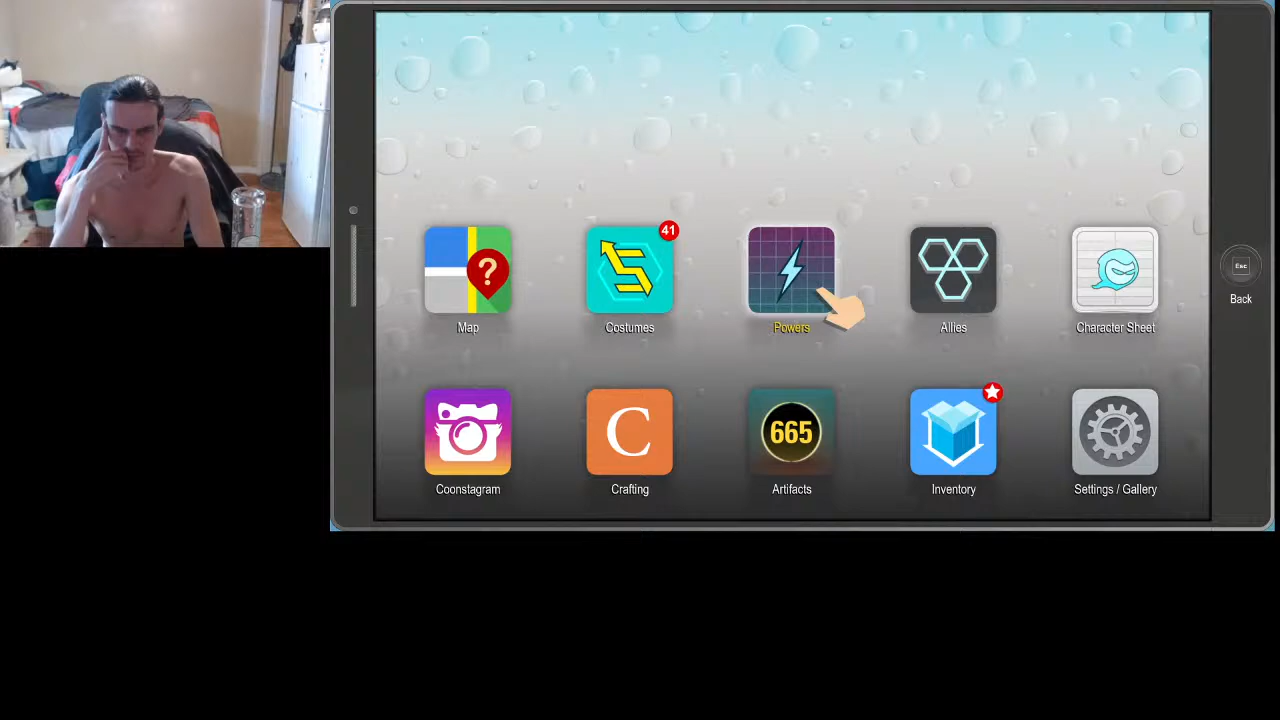 41
Map
Costumes
Powers
Allies
Character Sheet
Esc
Back
C
665
Coonstagram
Crafting
Artifacts
Inventory
Settings / Gallery